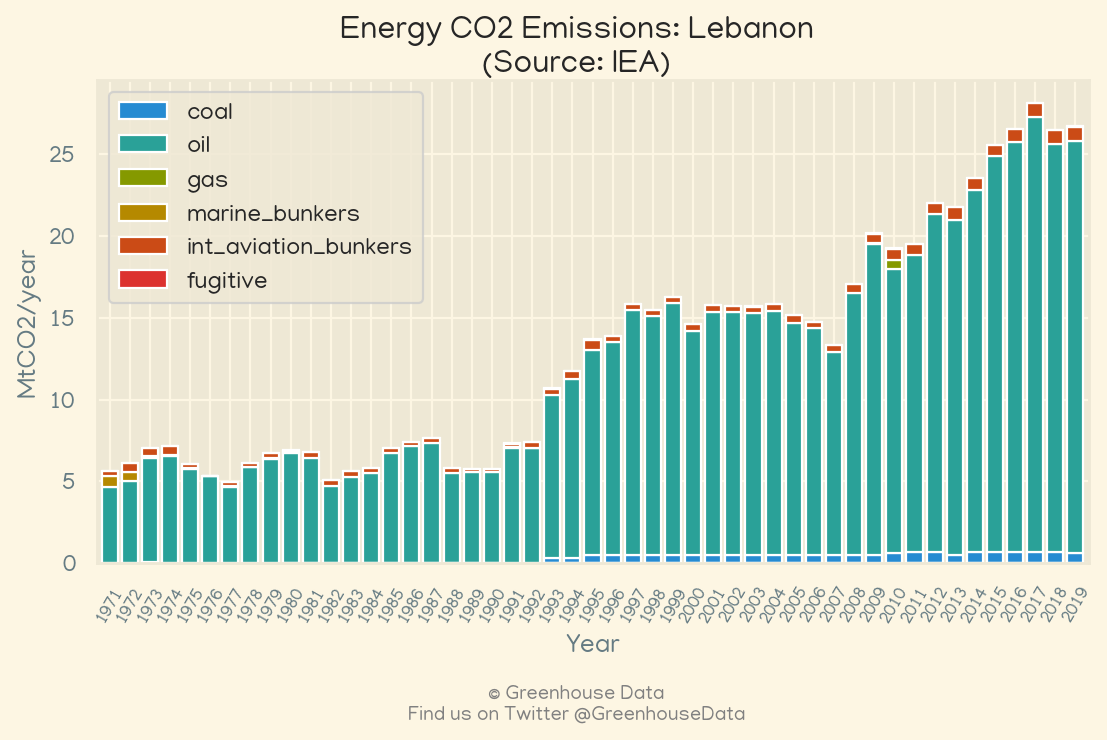 Energy CO2 Emissions: Lebanon
(Source: IEA)
coal
oil
gas
marine_bunkers
int_aviation_bunkers
fugitive
MtCO2/year
25
20
15
10
5
0
1971 1972 1973 1974 1975 1976 1977 1978 1979 1980 1981 1982 1983 1984 1985 1986 1987 1988 1989 1990 1991 1992 1993 1994 1995 1996 1997 1998 1999 2000 2001 2002 2003 2004 2005 2006 2007 2008 2009 2010 2011 2012 2013 2014 2015 2016 2017 2018 2019
Year
© Greenhouse Data
Find us on Twitter @GreenhouseData